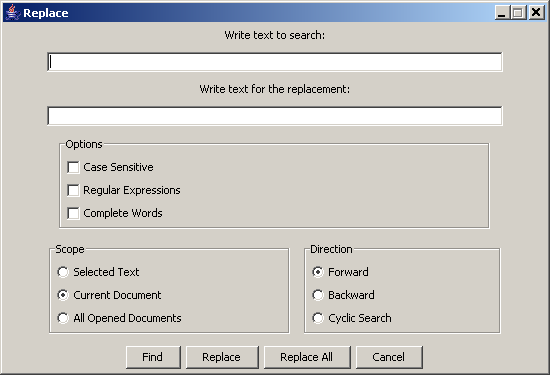 Replace
Write text to search:
Write text for the replacement:
Options
Case Sensitive
Regular Expressions
Complete Words
Scope
Selected Text
Current Document
All Opened Documents
Direction
Forward
Backward
Cyclic Search
Find Replace Replace All Cancel